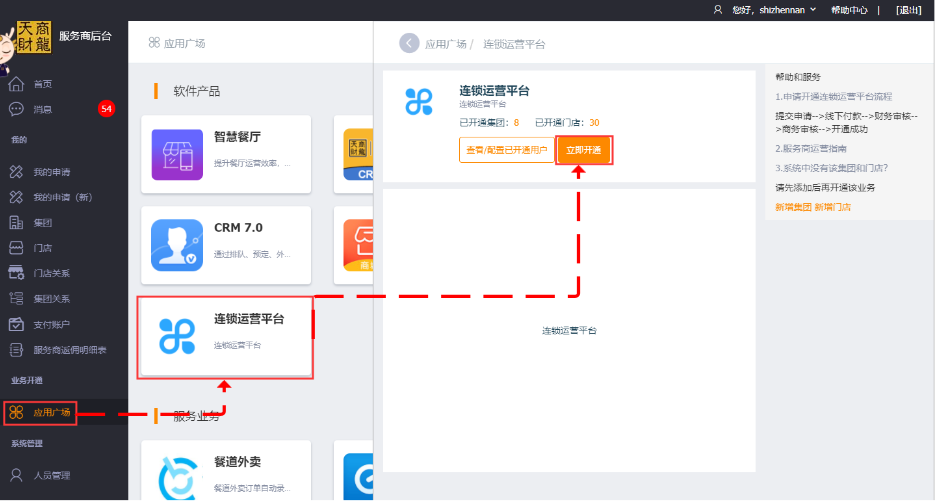 您好，shizhennan
帮助中心
|
[退出]
天商
财龍
服务商后台
首页
消息
54
我的
我的申请
我的申请（新）
集团
门店
门店关系
集团关系
支付账户
服务商返佣明细表
业务开通
应用广场
系统管理
人员管理
应用广场
软件产品
智慧餐厅
提升餐厅运营效率、...
CRM 7.0
通过排队、预定、外...
连锁运营平台
连锁运营平台
服务业务
餐道外卖
餐道外卖订单自动录...
CR
应用广场 / 连锁运营平台
连锁运营平台
连锁运营平台
已开通集团：8 已开通门店：30
查看/配置已开通用户
立即开通
连锁运营平台
帮助和服务
1.申请开通连锁运营平台流程
提交申请-->线下付款-->财务审核--
>商务审核-->开通成功
2.服务商运营指南
3.系统中没有该集团和门店?
请先添加后再开通该业务
新增集团 新增门店